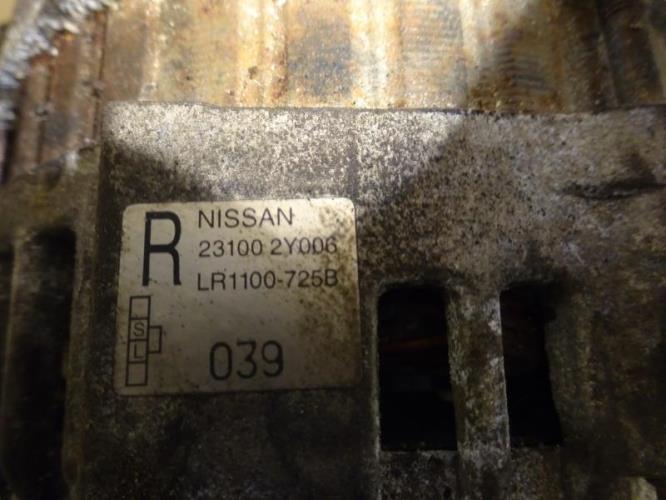 R
NISSAN
23100 2Y006
LR1100-725B
S
L
039